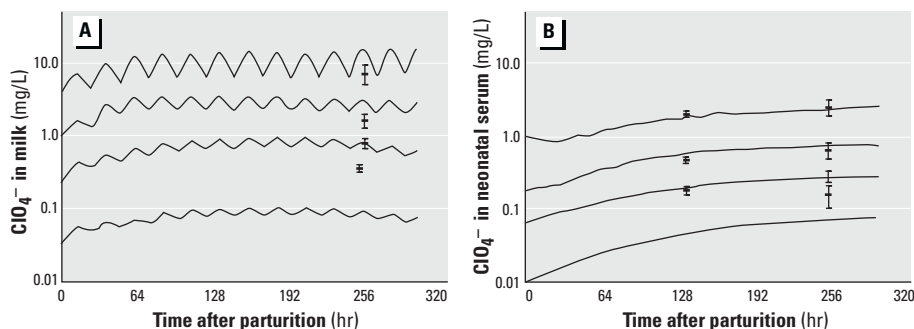 A
ClO₄⁻ in milk (mg/L)
10.0
1.0
0.1
0.01
0 64 128 192 256 320
Time after parturition (hr)
B
ClO₄⁻ in neonatal serum (mg/L)
10.0
1.0
0.1
0.01
0 64 128 192 256 320
Time after parturition (hr)